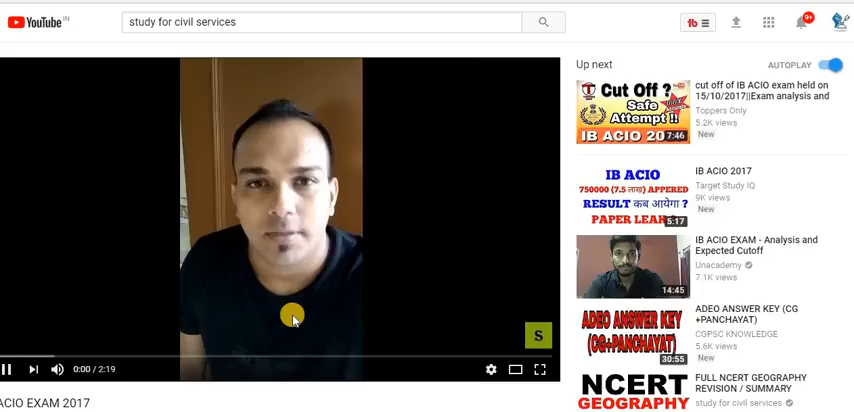 YouTube IN
study for civil services
9+
Up next
AUTOPLAY
Cut Off ?
Safe
Attempt !!
IB ACIO 20
7:46
cut off of IB ACIO exam held on
15/10/2017||Exam analysis and
Toppers Only
5.2K views
New
IB ACIO
750000 (7.5 लाख) APPERED
RESULT कब आयेगा ?
PAPER LEAK
5:17
IB ACIO 2017
Target Study IQ
9K views
New
14:45
IB ACIO EXAM - Analysis and
Expected Cutoff
Unacademy
7.1K views
S
ADEO ANSWER KEY
(CG+PANCHAYAT)
30:55
ADEO ANSWER KEY (CG
+PANCHAYAT)
CGPSC KNOWLEDGE
5.6K views
New
0:00 / 2:19
NCERT
GEOGRAPHY
FULL NCERT GEOGRAPHY
REVISION / SUMMARY
study for civil services
ACIO EXAM 2017